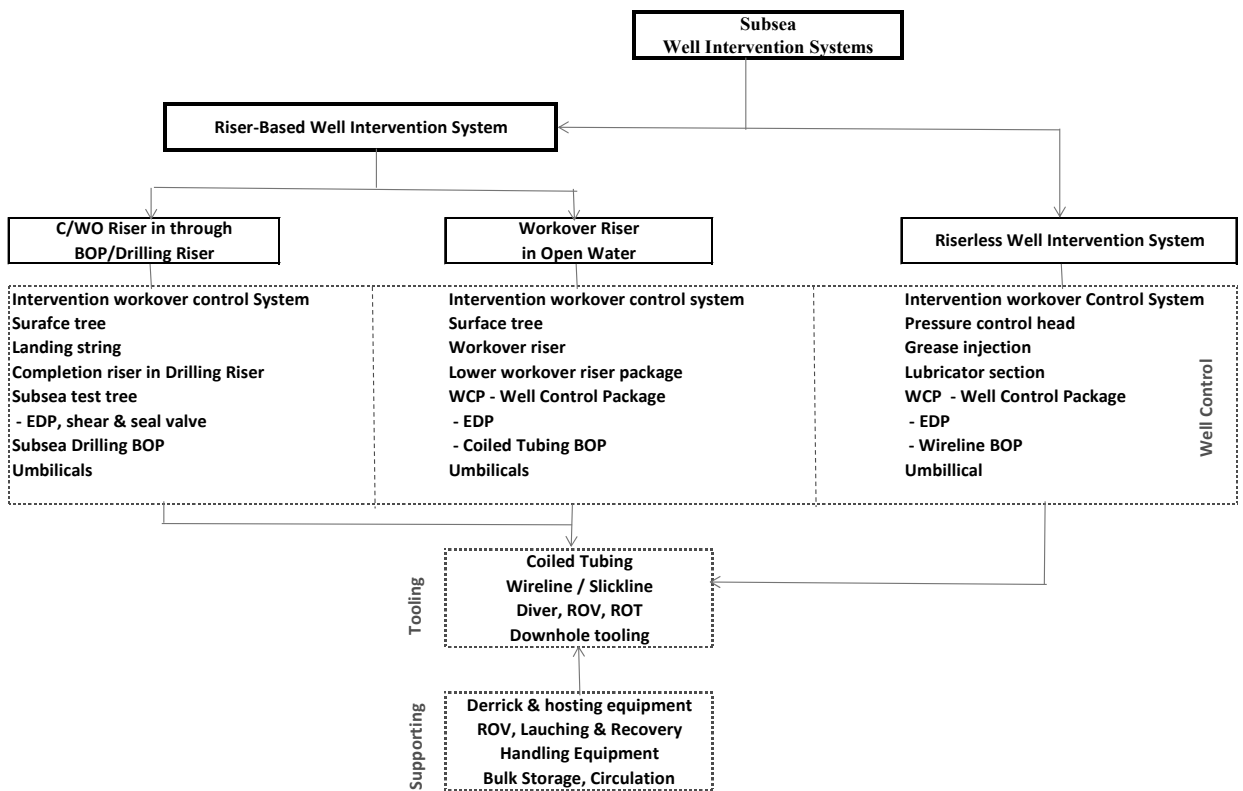 Subsea
Well Intervention Systems
Riser-Based Well Intervention System
C/WO Riser in through
BOP/Drilling Riser
Workover Riser
in Open Water
Riserless Well Intervention System
Intervention workover control System
Surafce tree
Landing string
Completion riser in Drilling Riser
Subsea test tree
- EDP, shear & seal valve
Subsea Drilling BOP
Umbilicals
Intervention workover control system
Surface tree
Workover riser
Lower workover riser package
WCP - Well Control Package
- EDP
- Coiled Tubing BOP
Umbilicals
Intervention workover Control System
Pressure control head
Grease injection
Lubricator section
WCP - Well Control Package
- EDP
- Wireline BOP
Umbillical
Well Control
Tooling
Coiled Tubing
Wireline / Slickline
Diver, ROV, ROT
Downhole tooling
Supporting
Derrick & hosting equipment
ROV, Lauching & Recovery
Handling Equipment
Bulk Storage, Circulation